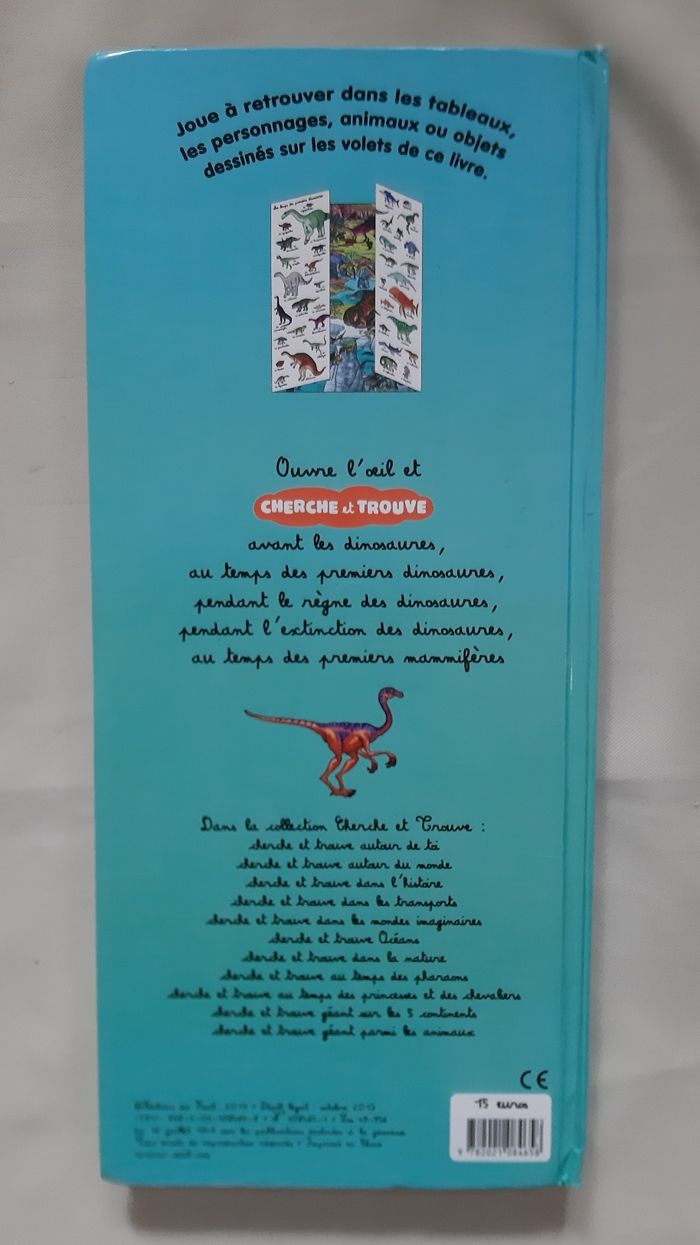 Joue à retrouver dans les tableaux,
les personnages, animaux ou objets
dessinés sur les volets de ce livre.
Ouvre l'œil et
CHERCHE et TROUVE
avant les dinosaures,
au temps des premiers dinosaures,
pendant le règne des dinosaures,
pendant l'extinction des dinosaures,
au temps des premiers mammifères
Dans la collection Cherche et Trouve :
cherche et trouve autour de toi
cherche et trouve autour du monde
cherche et trouve dans l'histoire
cherche et trouve dans les transports
cherche et trouve dans les mondes imaginaires
cherche et trouve Océans
cherche et trouve dans la nature
cherche et trouve au temps des pharaons
cherche et trouve au temps des princesses et des chevaliers
cherche et trouve géant sur les 5 continents
cherche et trouve géant parmi les animaux
CE
15 euros
9 782021 084658